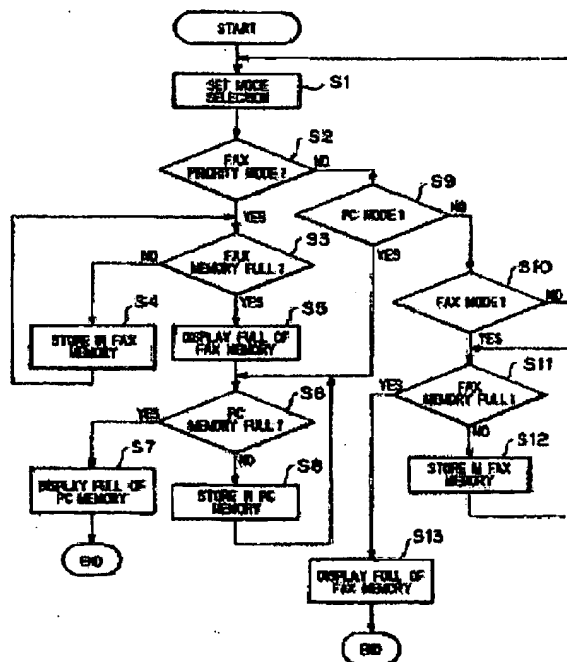 START
S1
SET MODE
SELECTION
S2
FAX
PRIORITY MODE?
NO
YES
S9
PC MODE?
NO
YES
S3
FAX
MEMORY FULL?
NO
YES
S10
FAX MODE?
NO
YES
S4
STORE IN FAX
MEMORY
S5
DISPLAY FULL OF
FAX MEMORY
S11
FAX
MEMORY FULL?
YES
NO
S6
PC
MEMORY FULL?
YES
NO
S7
DISPLAY FULL OF
PC MEMORY
S8
STORE IN PC
MEMORY
S12
STORE IN FAX
MEMORY
END
S13
DISPLAY FULL OF
FAX MEMORY
END